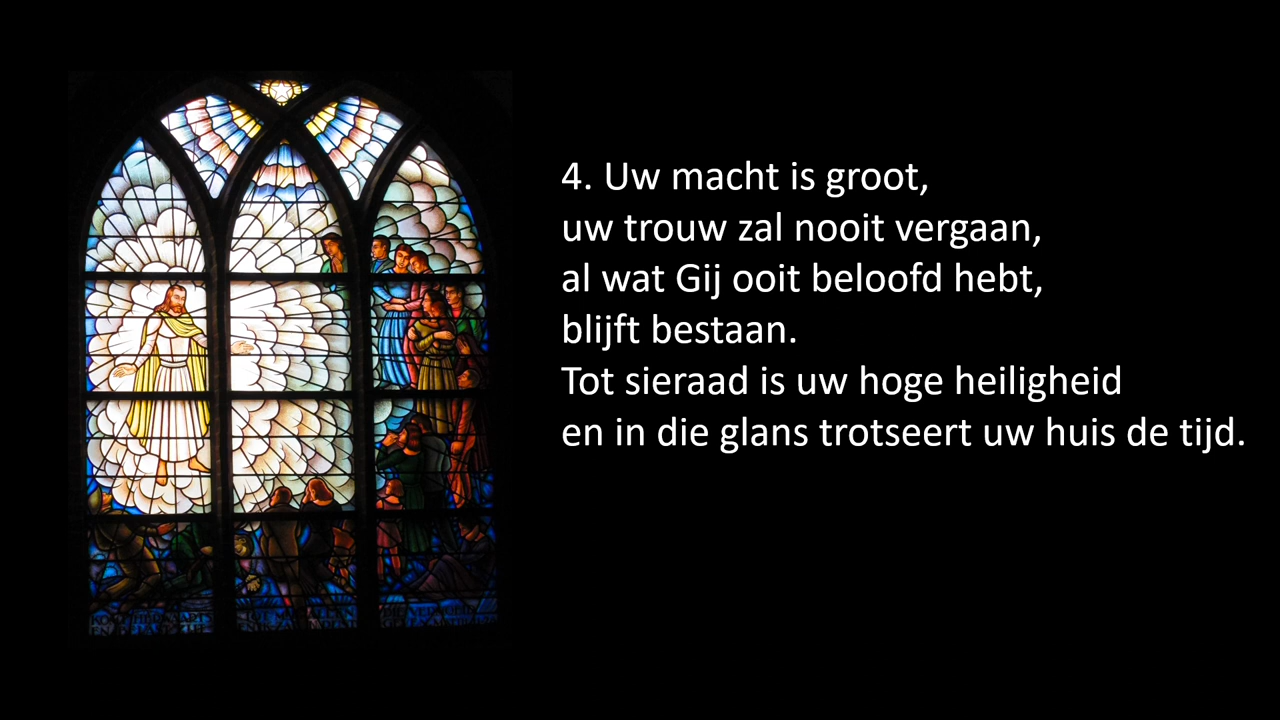 4. Uw macht is groot,
uw trouw zal nooit vergaan,
al wat Gij ooit beloofd hebt,
blijft bestaan.
Tot sieraad is uw hoge heiligheid
en in die glans trotseert uw huis de tijd.